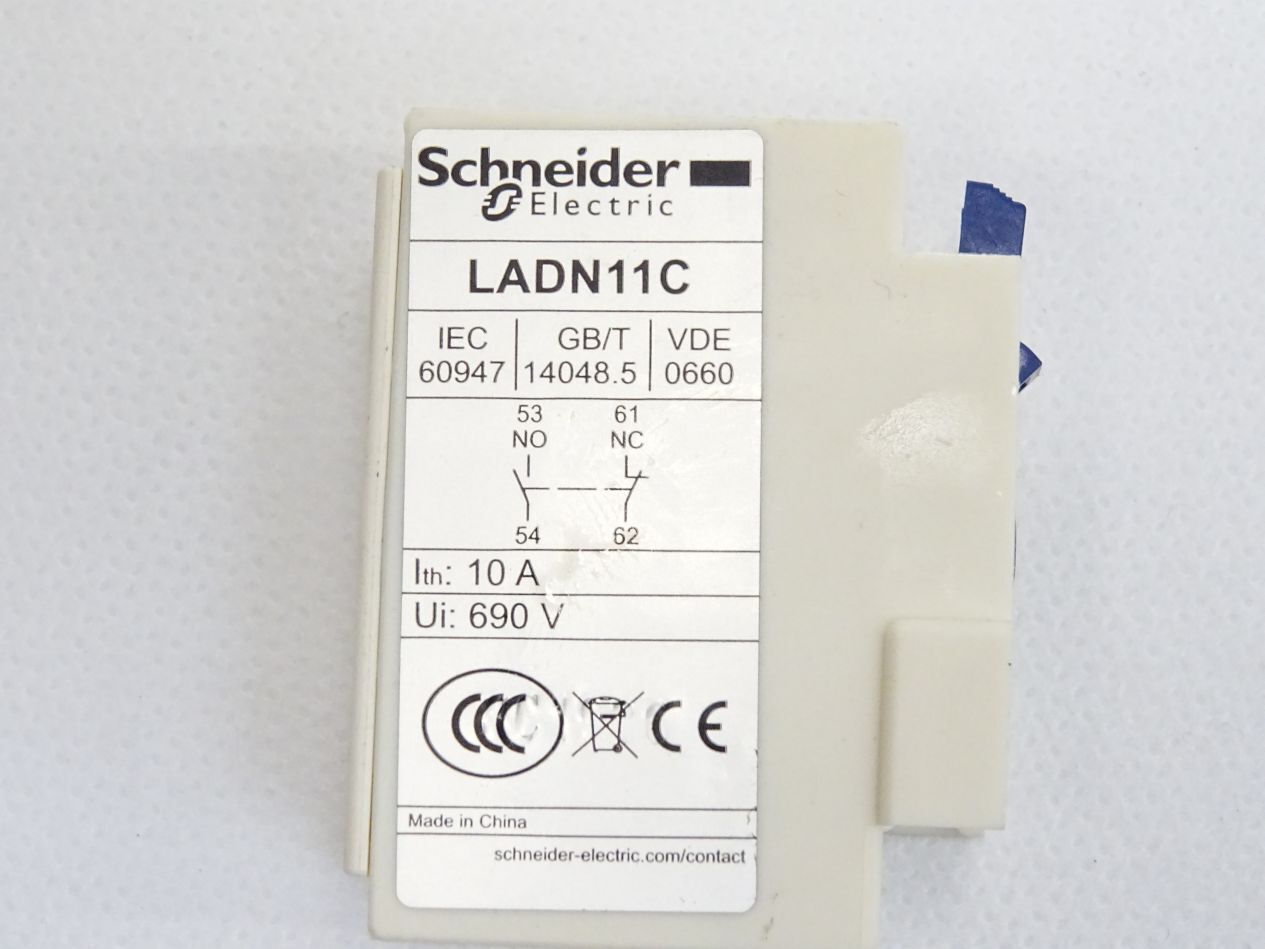 Schneider
Electric
LADN11C
IEC GB/T VDE
60947 14048.5 0660
53 61
NO NC
54 62
Ith: 10 A
Ui: 690 V
CCC CE
Made in China
schneider-electric.com/contact